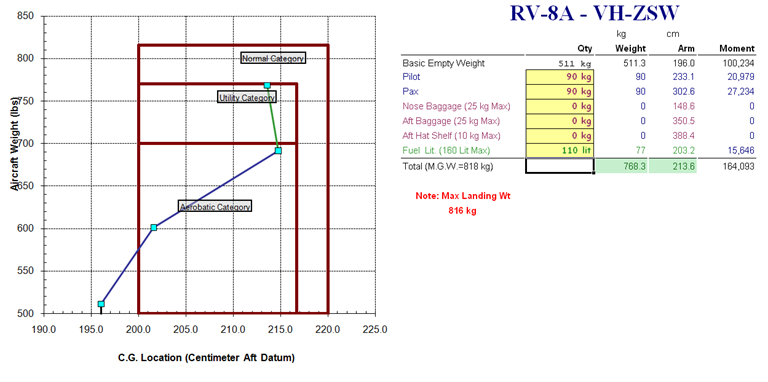 RV-8A - VH-ZSW
850
800
750
700
650
600
550
500
190.0 195.0 200.0 205.0 210.0 215.0 220.0 225.0
Aircraft Weight (lbs)
C.G. Location (Centimeter Aft Datum)
Normal Category
Utility Category
Aerobatic Category
kg cm
Qty Weight Arm Moment
Basic Empty Weight 511 kg 511.3 196.0 100,234
Pilot 90 kg 90 233.1 20,979
Pax 90 kg 90 302.6 27,234
Nose Baggage (25 kg Max) 0 kg 0 148.6 0
Aft Baggage (25 kg Max) 0 kg 0 350.5 0
Aft Hat Shelf (10 kg Max) 0 kg 0 388.4 0
Fuel Lit. (160 Lit Max) 110 lit 77 203.2 15,646
Total (M.G.W.=818 kg) 768.3 213.6 164,093
Note: Max Landing Wt
816 kg